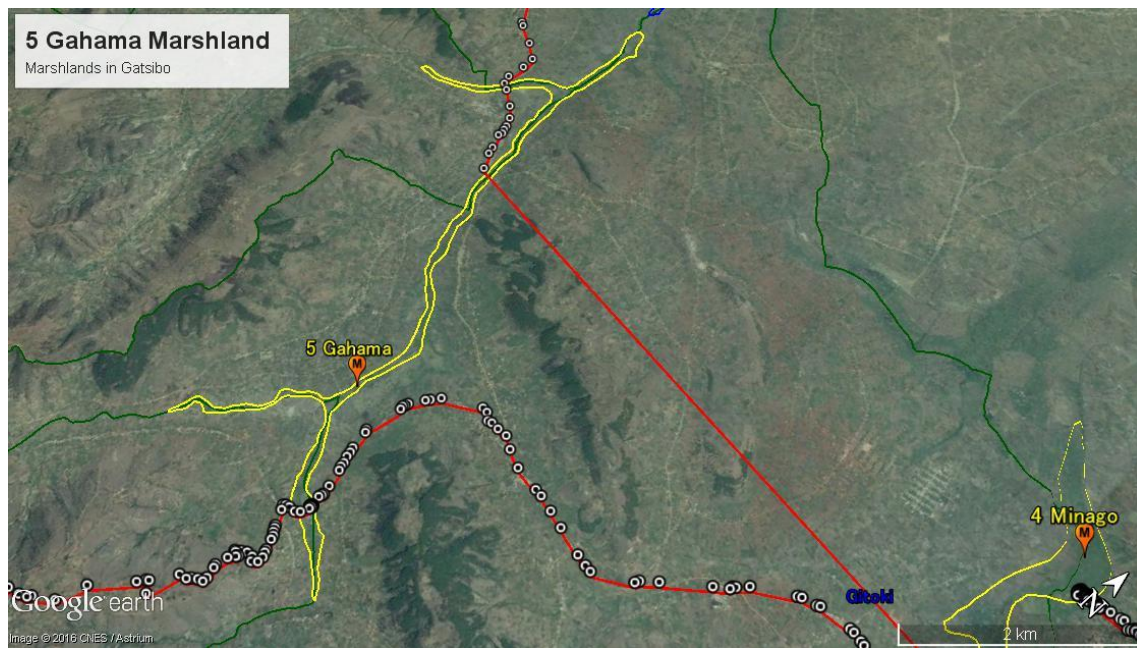 5 Gahama Marshland
Marshlands in Gatsibo
5 Gahama
M
4 Minago
M
Gitoki
Google earth
N
Image © 2016 CNES / Astrium
2 km